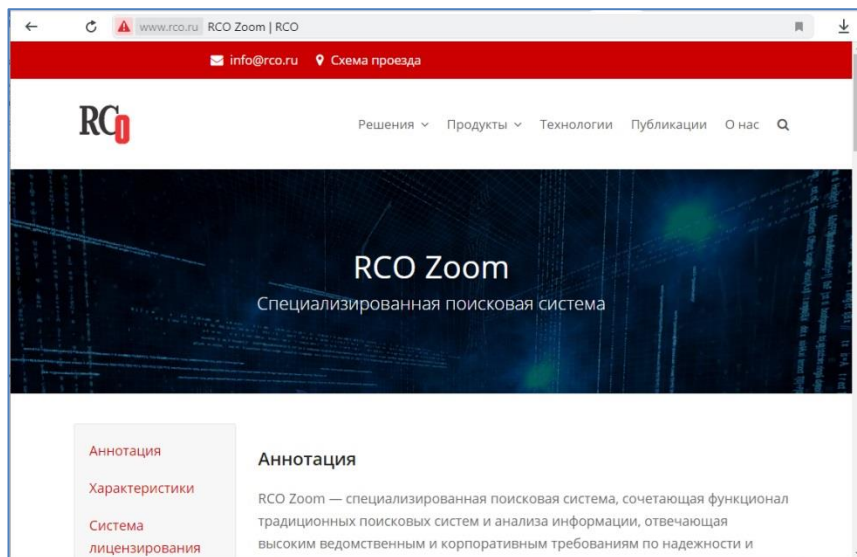 www.rco.ru RCO Zoom | RCO
info@rco.ru Схема проезда
RCO
Решения Продукты Технологии Публикации О нас
RCO Zoom
Специализированная поисковая система
Аннотация
Характеристики
Система
лицензирования
Аннотация
RCO Zoom — специализированная поисковая система, сочетающая функционал
традиционных поисковых систем и анализа информации, отвечающая
высоким ведомственным и корпоративным требованиям по надежности и